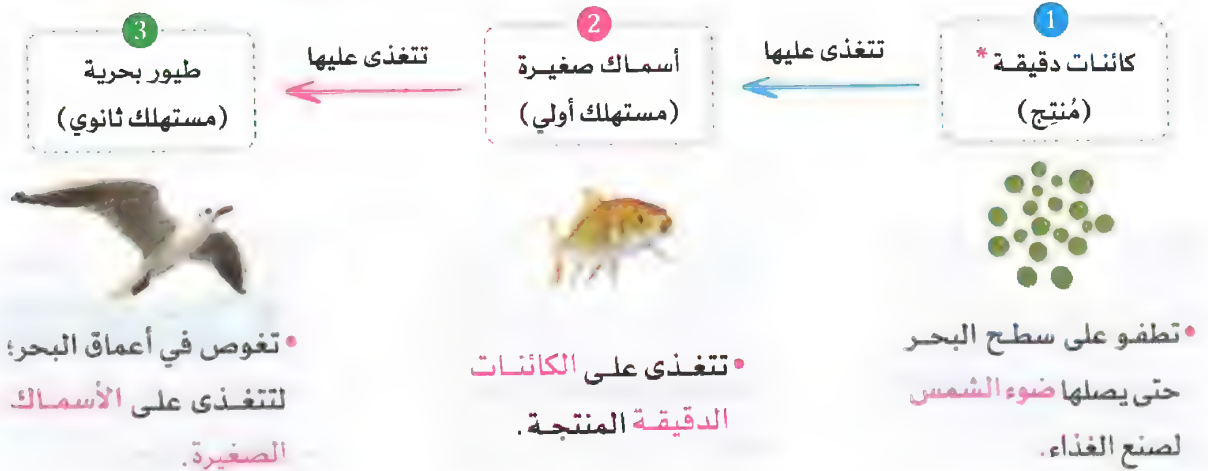 1
كائنات دقيقة *
(مُنتِج)
تتغذى عليها
2
أسماك صغيرة
(مستهلك أولي)
تتغذى عليها
3
طيور بحرية
(مستهلك ثانوي)
• تطفو على سطح البحر
حتى يصلها ضوء الشمس
لصنع الغذاء.
• تتغذى على الكائنات
الدقيقة المنتجة.
• تغوص في أعماق البحر؛
لتتغذى على الأسماك
الصغيرة.